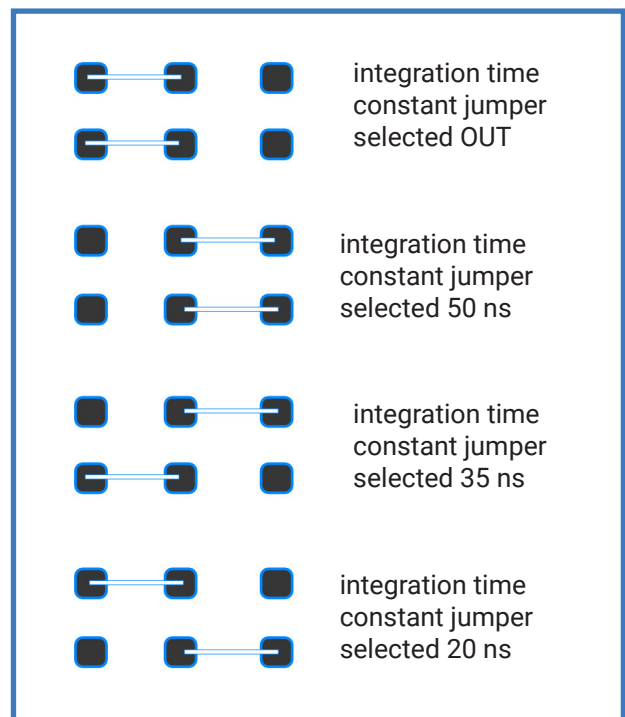 integration time
constant jumper
selected OUT
integration time
constant jumper
selected 50 ns
integration time
constant jumper
selected 35 ns
integration time
constant jumper
selected 20 ns